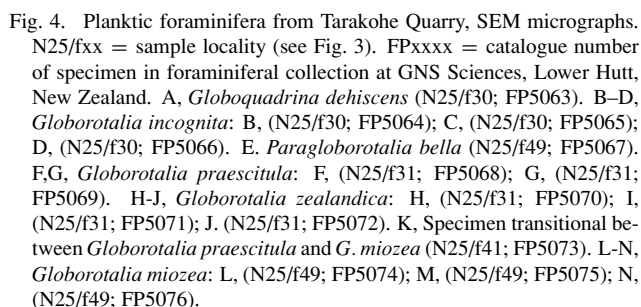 Fig. 4. Planktic foraminifera from Tarakohe Quarry, SEM micrographs.
N25/fxx = sample locality (see Fig. 3). FPxxxx = catalogue number
of specimen in foraminiferal collection at GNS Sciences, Lower Hutt,
New Zealand. A, Globoquadrina dehiscens (N25/f30; FP5063). B–D,
Globorotalia incognita: B, (N25/f30; FP5064); C, (N25/f30; FP5065);
D, (N25/f30; FP5066). E. Paragloborotalia bella (N25/f49; FP5067).
F,G, Globorotalia praescitula: F, (N25/f31; FP5068); G, (N25/f31;
FP5069). H-J, Globorotalia zealandica: H, (N25/f31; FP5070); I,
(N25/f31; FP5071); J. (N25/f31; FP5072). K, Specimen transitional be-
tween Globorotalia praescitula and G. miozea (N25/f41; FP5073). L-N,
Globorotalia miozea: L, (N25/f49; FP5074); M, (N25/f49; FP5075); N,
(N25/f49; FP5076).